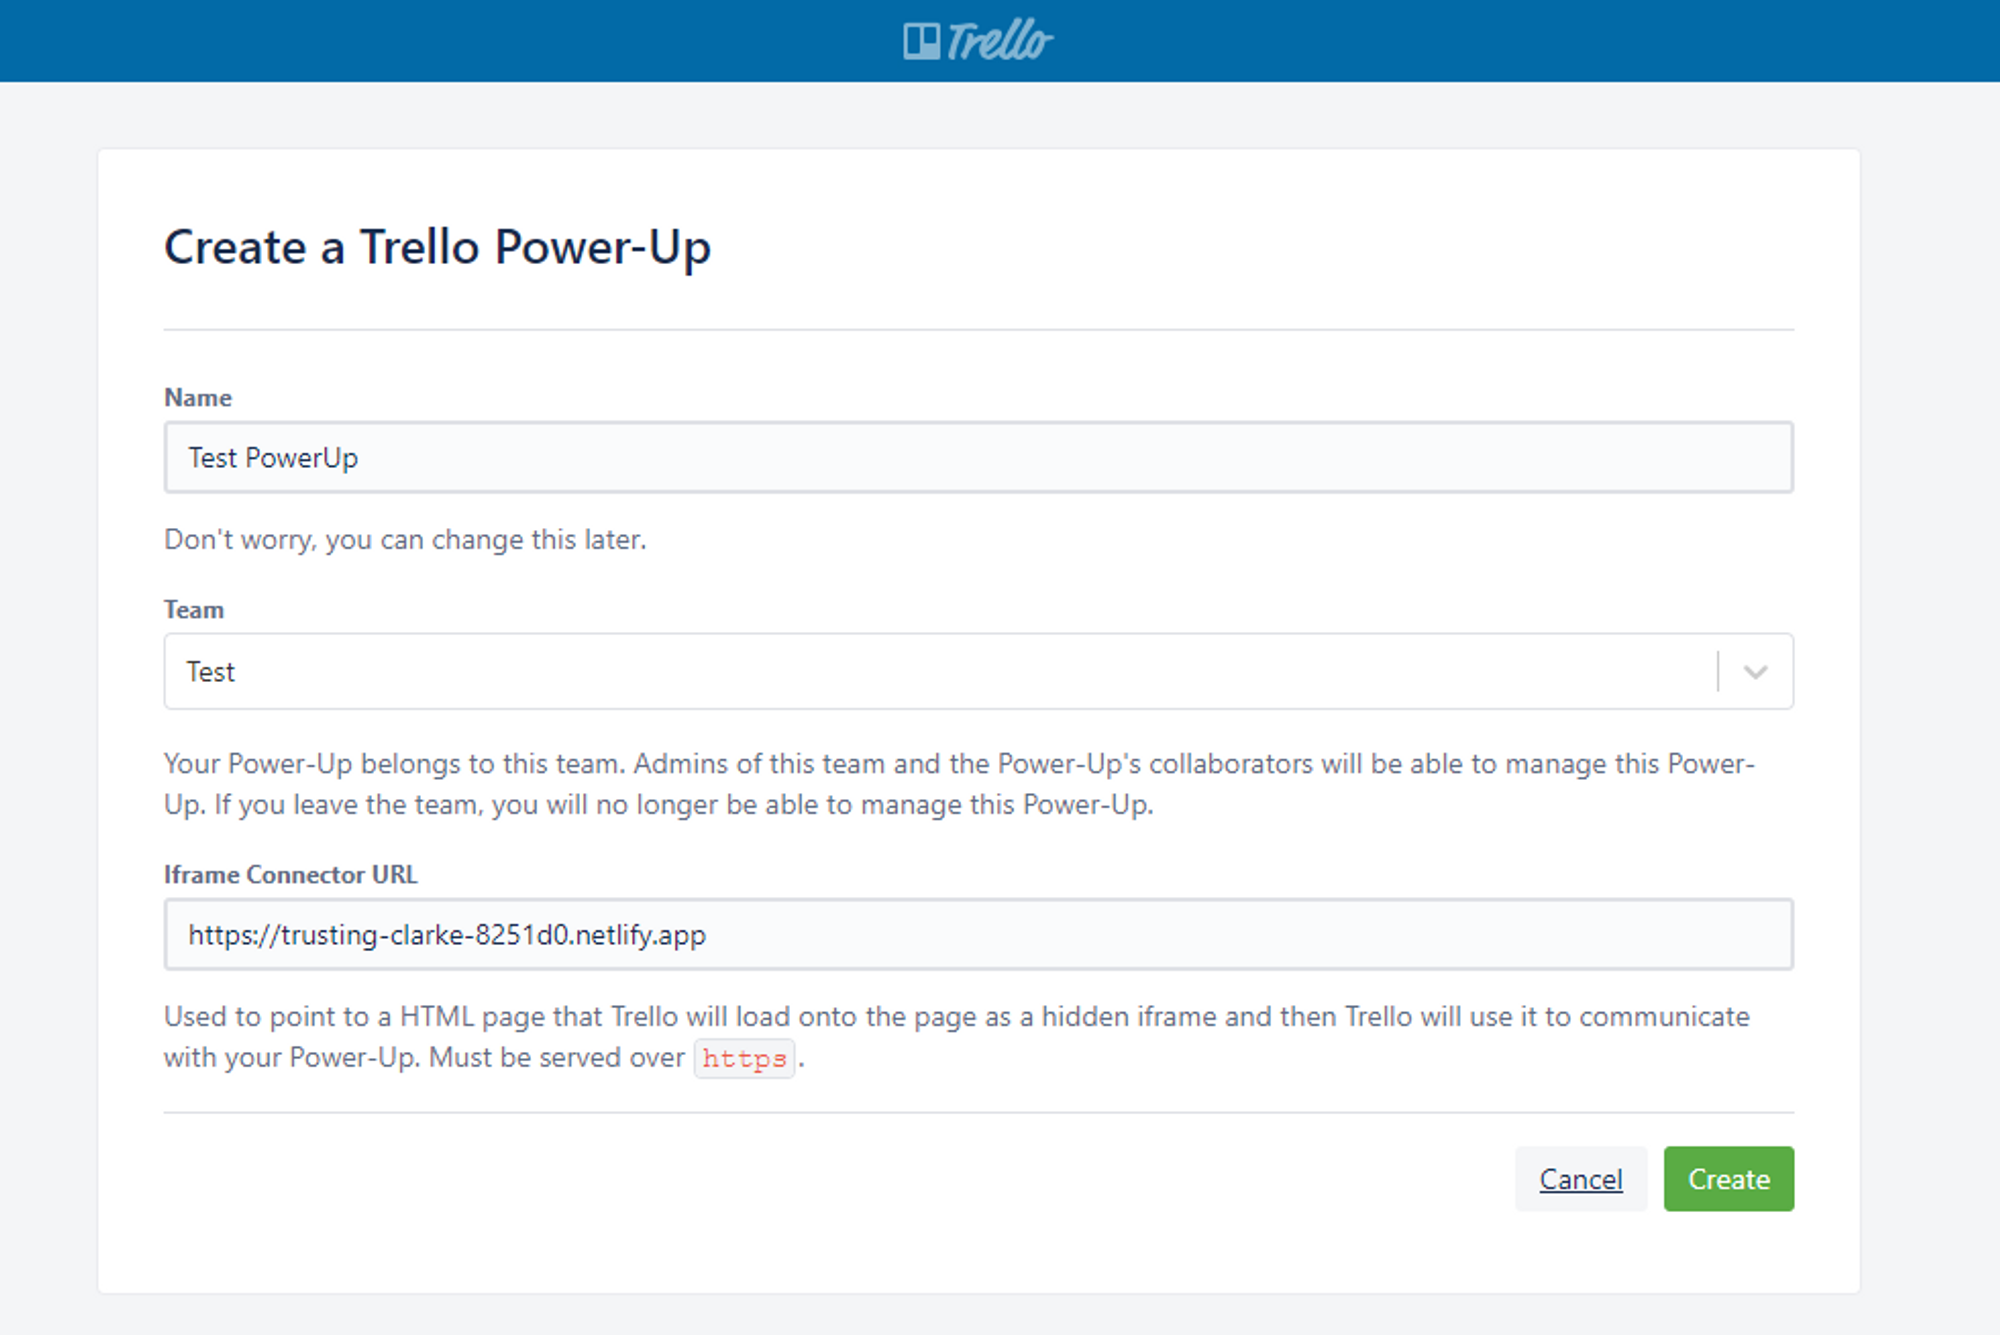 Trello
Create a Trello Power-Up
Name
Test PowerUp
Don't worry, you can change this later.
Team
Test
Your Power-Up belongs to this team. Admins of this team and the Power-Up's collaborators will be able to manage this Power-
Up. If you leave the team, you will no longer be able to manage this Power-Up.
Iframe Connector URL
https://trusting-clarke-8251d0.netlify.app
Used to point to a HTML page that Trello will load onto the page as a hidden iframe and then Trello will use it to communicate
with your Power-Up. Must be served over https.
Cancel Create